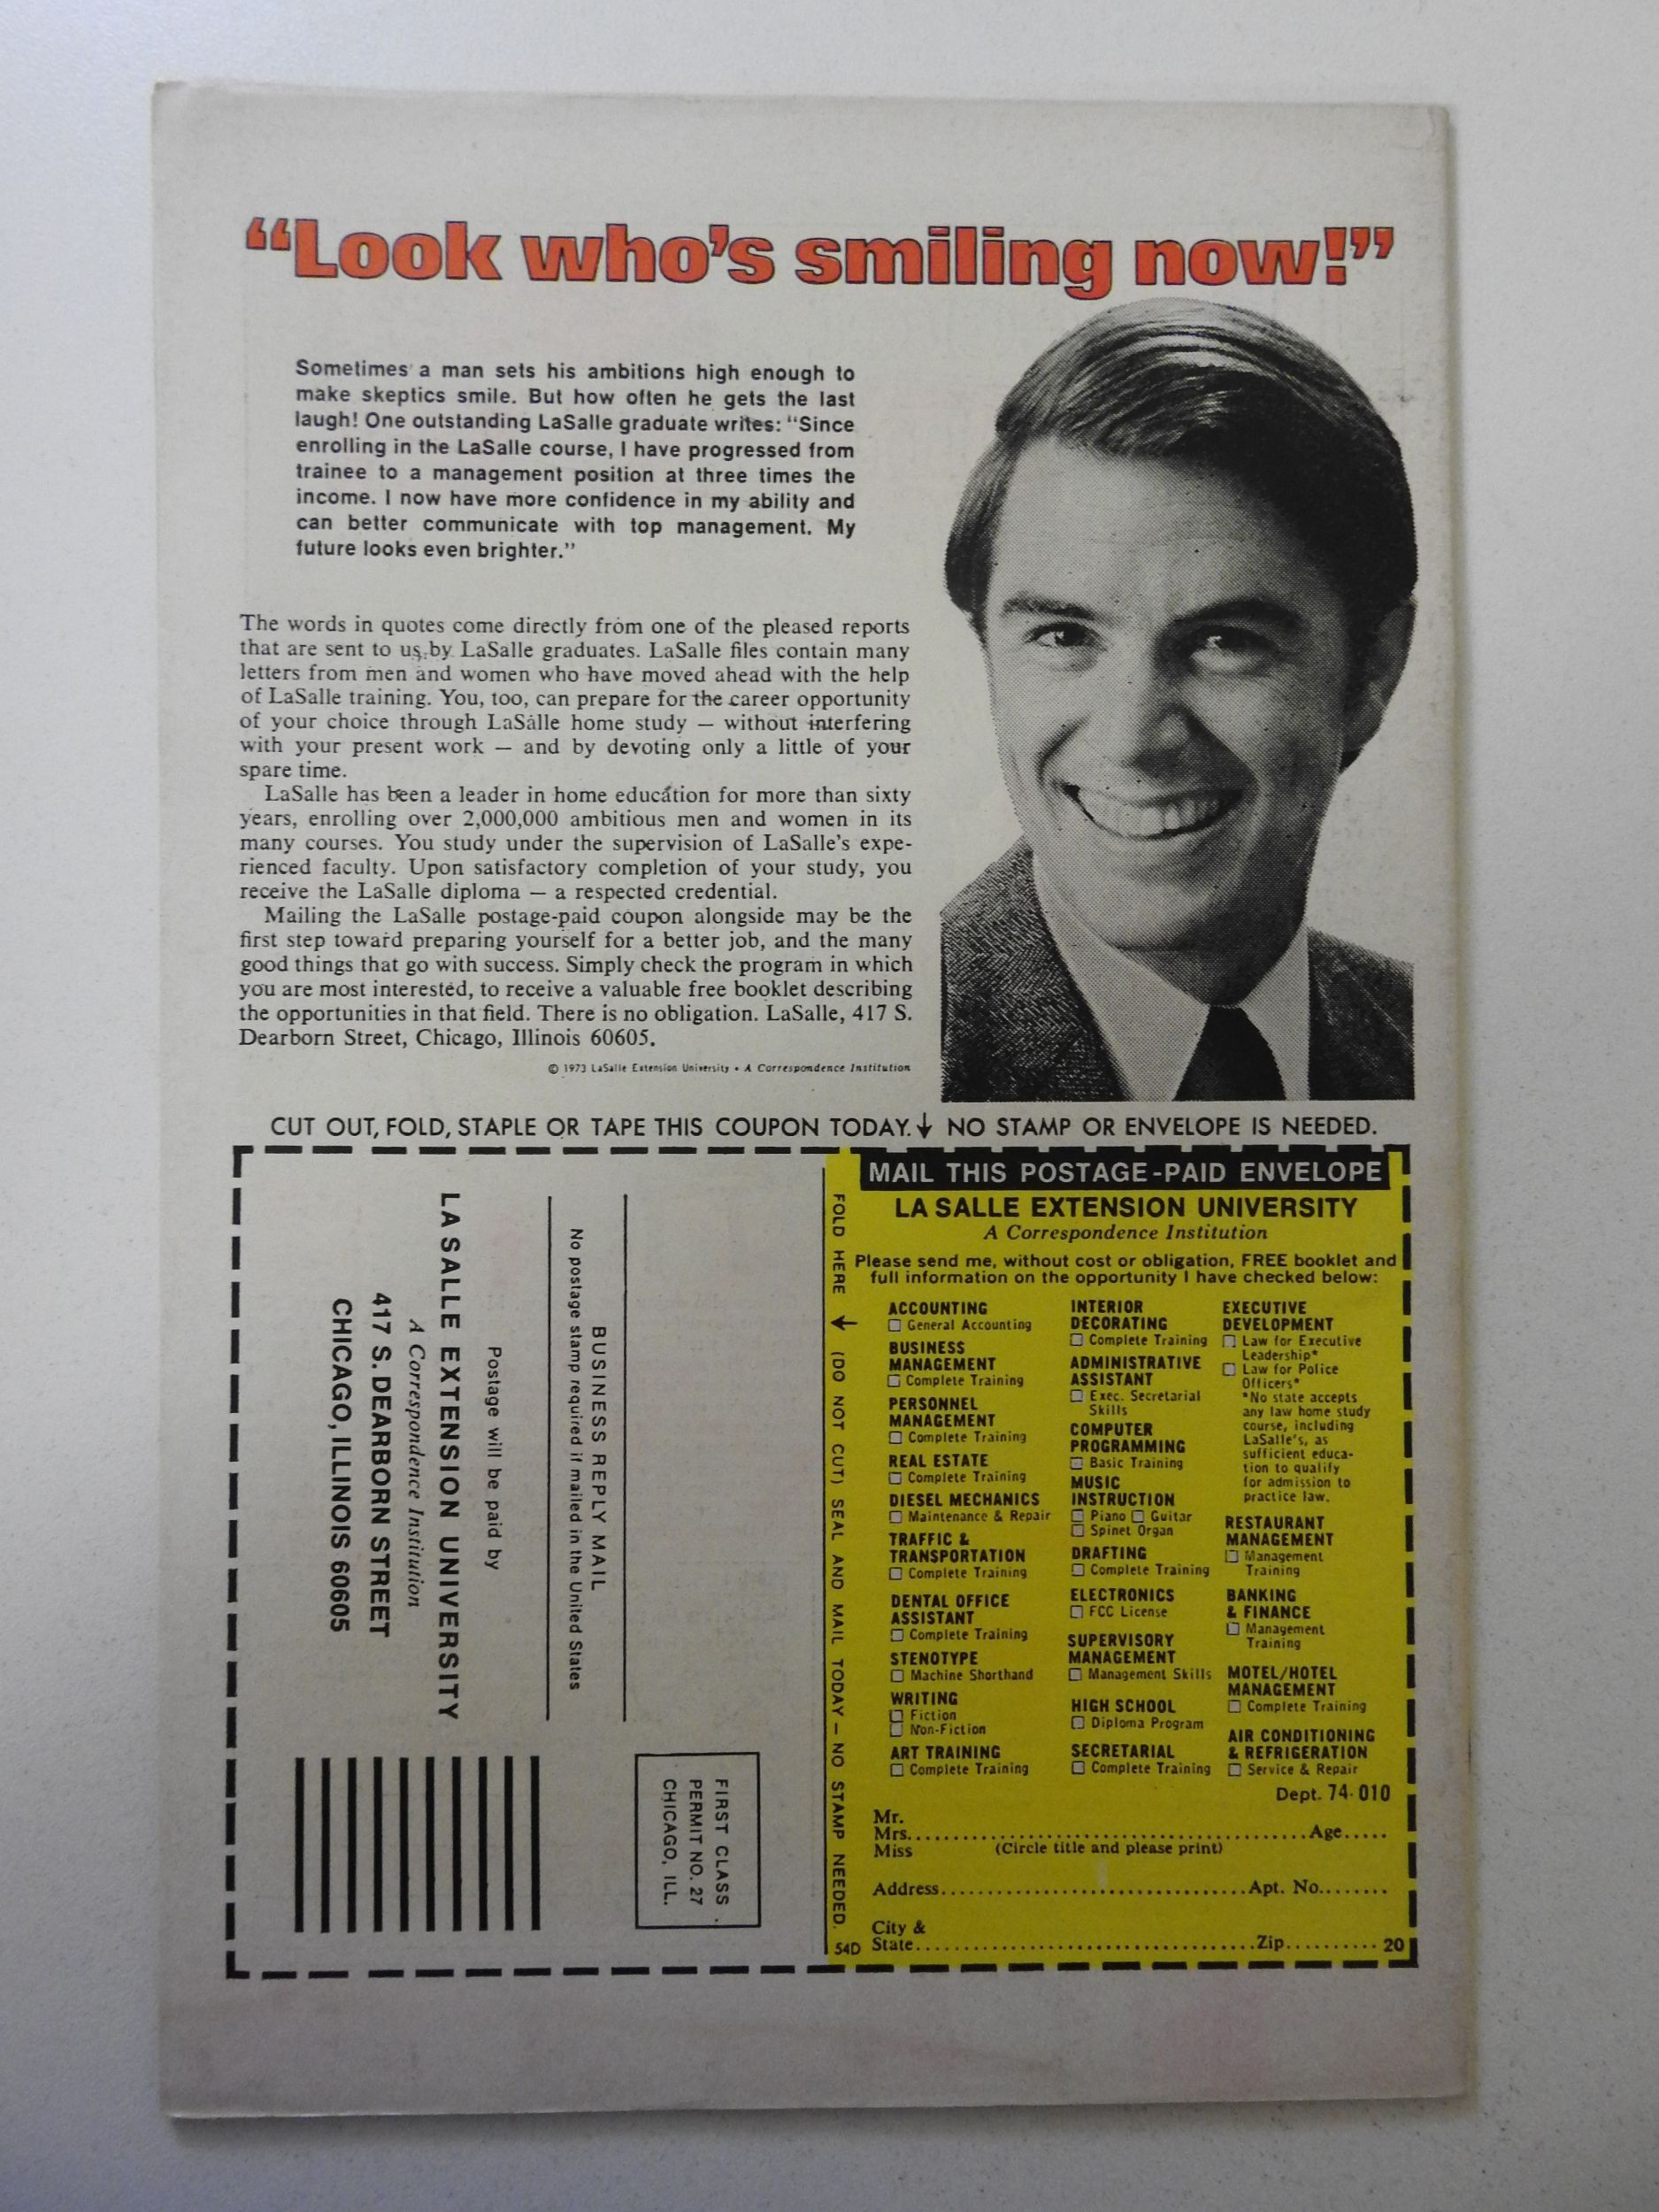 “Look who’s smiling now!”
Sometimes a man sets his ambitions high enough to
make skeptics smile. But how often he gets the last
laugh! One outstanding LaSalle graduate writes: “Since
enrolling in the LaSalle course, I have progressed from
trainee to a management position at three times the
income. I now have more confidence in my ability and
can better communicate with top management. My
future looks even brighter.”
The words in quotes come directly from one of the pleased reports
that are sent to us by LaSalle graduates. LaSalle files contain many
letters from men and women who have moved ahead with the help
of LaSalle training. You, too, can prepare for the career opportunity
of your choice through LaSalle home study — without interfering
with your present work — and by devoting only a little of your
spare time.
LaSalle has been a leader in home education for more than sixty
years, enrolling over 2,000,000 ambitious men and women in its
many courses. You study under the supervision of LaSalle’s expe-
rienced faculty. Upon satisfactory completion of your study, you
receive the LaSalle diploma — a respected credential.
Mailing the LaSalle postage-paid coupon alongside may be the
first step toward preparing yourself for a better job, and the many
good things that go with success. Simply check the program in which
you are most interested, to receive a valuable free booklet describing
the opportunities in that field. There is no obligation. LaSalle, 417 S.
Dearborn Street, Chicago, Illinois 60605.
© 1973 LaSalle Extension University • A Correspondence Institution
CUT OUT, FOLD, STAPLE OR TAPE THIS COUPON TODAY. ↓ NO STAMP OR ENVELOPE IS NEEDED.
FIRST CLASS
PERMIT NO. 27
CHICAGO, ILL.
BUSINESS REPLY MAIL
No postage stamp required if mailed in the United States
Postage will be paid by
LA SALLE EXTENSION UNIVERSITY
A Correspondence Institution
417 S. DEARBORN STREET
CHICAGO, ILLINOIS 60605
FOLD HERE (DO NOT CUT) SEAL AND MAIL TODAY — NO STAMP NEEDED.
MAIL THIS POSTAGE-PAID ENVELOPE
LA SALLE EXTENSION UNIVERSITY
A Correspondence Institution
Please send me, without cost or obligation, FREE booklet and
full information on the opportunity I have checked below:
ACCOUNTING
☐ General Accounting
BUSINESS
MANAGEMENT
☐ Complete Training
PERSONNEL
MANAGEMENT
☐ Complete Training
REAL ESTATE
☐ Complete Training
DIESEL MECHANICS
☐ Maintenance & Repair
TRAFFIC &
TRANSPORTATION
☐ Complete Training
DENTAL OFFICE
ASSISTANT
☐ Complete Training
STENOTYPE
☐ Machine Shorthand
WRITING
☐ Fiction
☐ Non-Fiction
ART TRAINING
☐ Complete Training
INTERIOR
DECORATING
☐ Complete Training
ADMINISTRATIVE
ASSISTANT
☐ Exec. Secretarial
Skills
COMPUTER
PROGRAMMING
☐ Basic Training
MUSIC
INSTRUCTION
☐ Piano ☐ Guitar
☐ Spinet Organ
DRAFTING
☐ Complete Training
ELECTRONICS
☐ FCC License
SUPERVISORY
MANAGEMENT
☐ Management Skills
HIGH SCHOOL
☐ Diploma Program
SECRETARIAL
☐ Complete Training
EXECUTIVE
DEVELOPMENT
☐ Law for Executive
Leadership*
☐ Law for Police
Officers*
*No state accepts
any law home study
course, including
LaSalle’s, as
sufficient educa-
tion to qualify
for admission to
practice law.
RESTAURANT
MANAGEMENT
☐ Management
Training
BANKING
& FINANCE
☐ Management
Training
MOTEL/HOTEL
MANAGEMENT
☐ Complete Training
AIR CONDITIONING
& REFRIGERATION
☐ Service & Repair
Dept. 74-010
Mr.
Mrs. Age
Miss (Circle title and please print)
Address Apt. No.
City &
54D State Zip 20